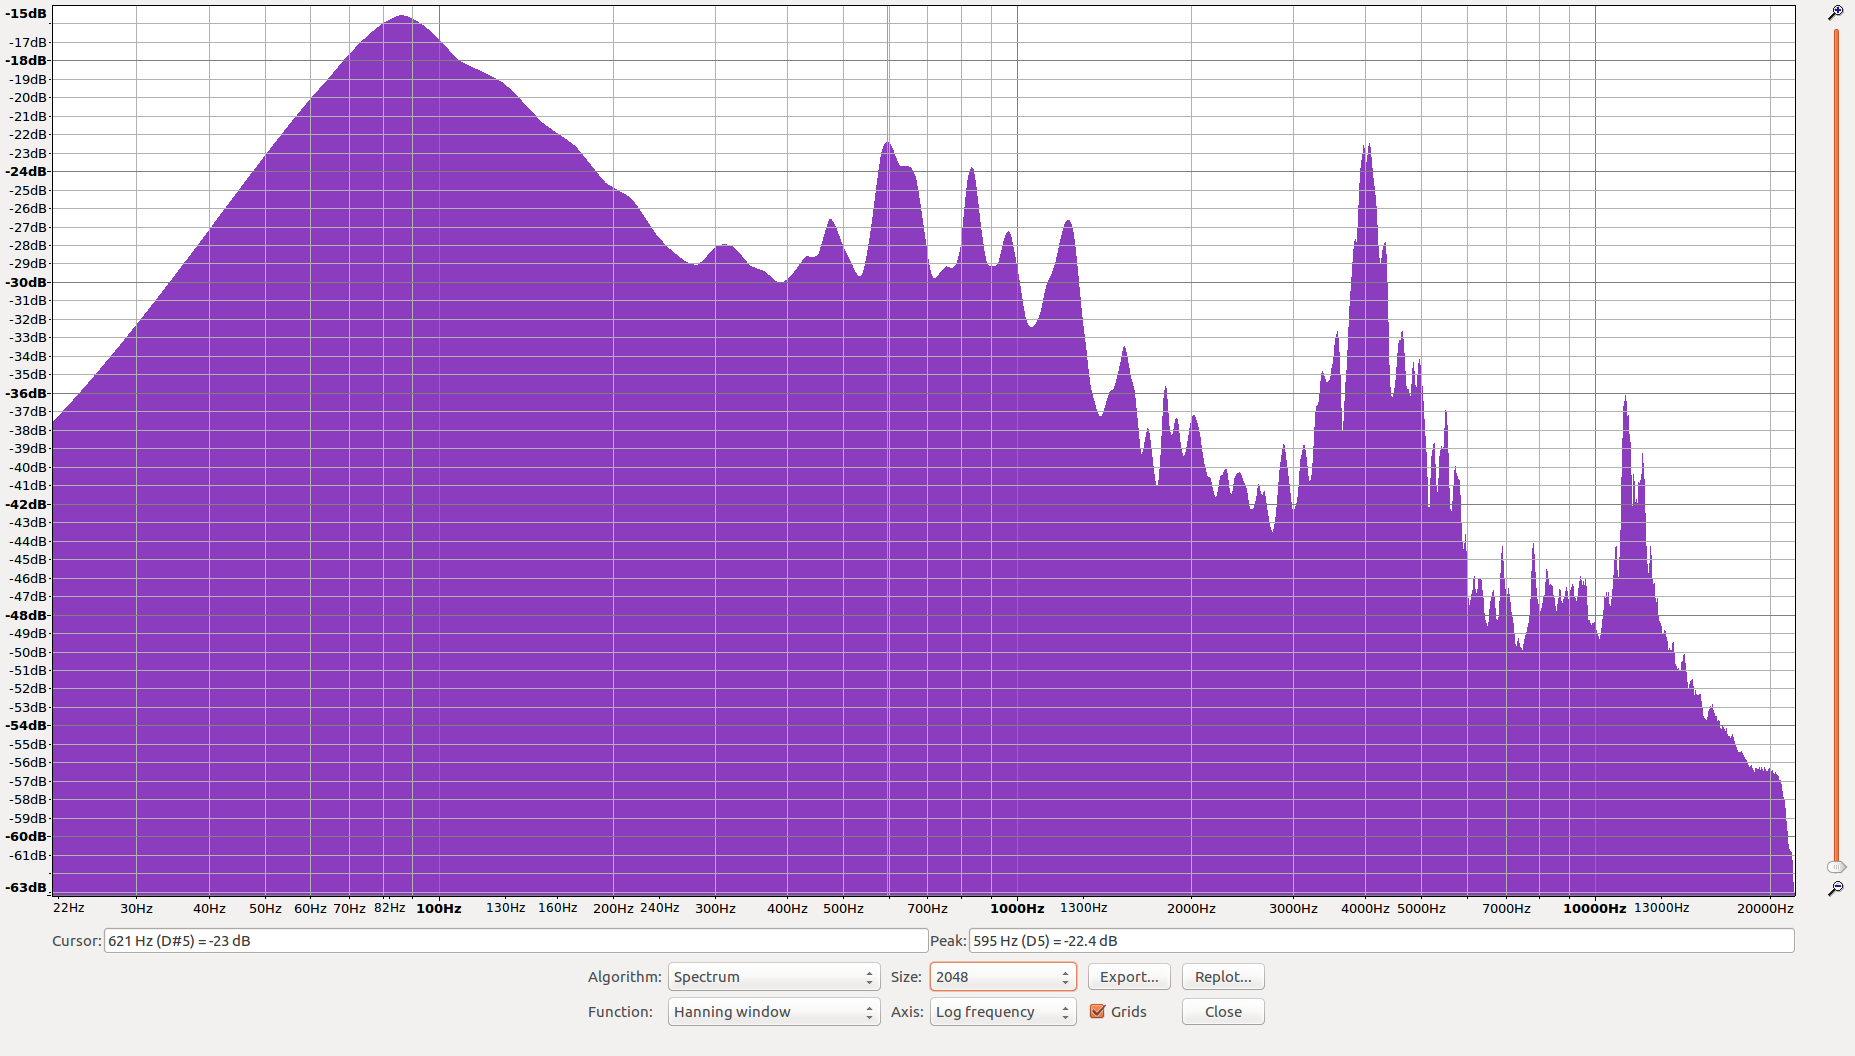 -15dB
-17dB
-18dB
-19dB
-20dB
-21dB
-22dB
-23dB
-24dB
-25dB
-26dB
-27dB
-28dB
-29dB
-30dB
-31dB
-32dB
-33dB
-34dB
-35dB
-36dB
-37dB
-38dB
-39dB
-40dB
-41dB
-42dB
-43dB
-44dB
-45dB
-46dB
-47dB
-48dB
-49dB
-50dB
-51dB
-52dB
-53dB
-54dB
-55dB
-56dB
-57dB
-58dB
-59dB
-60dB
-61dB
-63dB
22Hz 30Hz 40Hz 50Hz 60Hz 70Hz 82Hz 100Hz 130Hz 160Hz 200Hz 240Hz 300Hz 400Hz 500Hz 700Hz 1000Hz 1300Hz 2000Hz 3000Hz 4000Hz 5000Hz 7000Hz 10000Hz 13000Hz 20000Hz
Cursor: 621 Hz (D#5) = -23 dB Peak: 595 Hz (D5) = -22.4 dB
Algorithm: Spectrum Size: 2048 Export... Replot...
Function: Hanning window Axis: Log frequency Grids Close